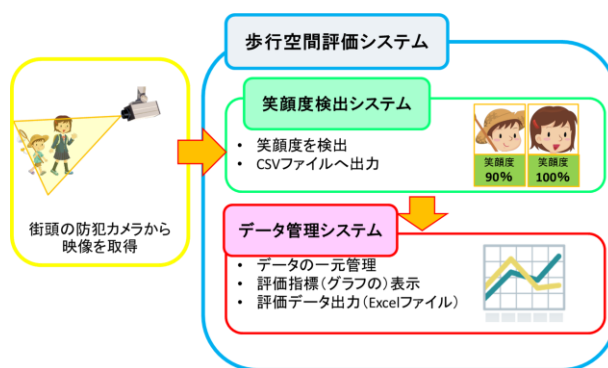 歩行空間評価システム
笑顔度検出システム
• 笑顔度を検出
• CSVファイルへ出力
笑顔度
90%
笑顔度
100%
街頭の防犯カメラから
映像を取得
データ管理システム
• データの一元管理
• 評価指標(グラフの)表示
• 評価データ出力(Excelファイル)